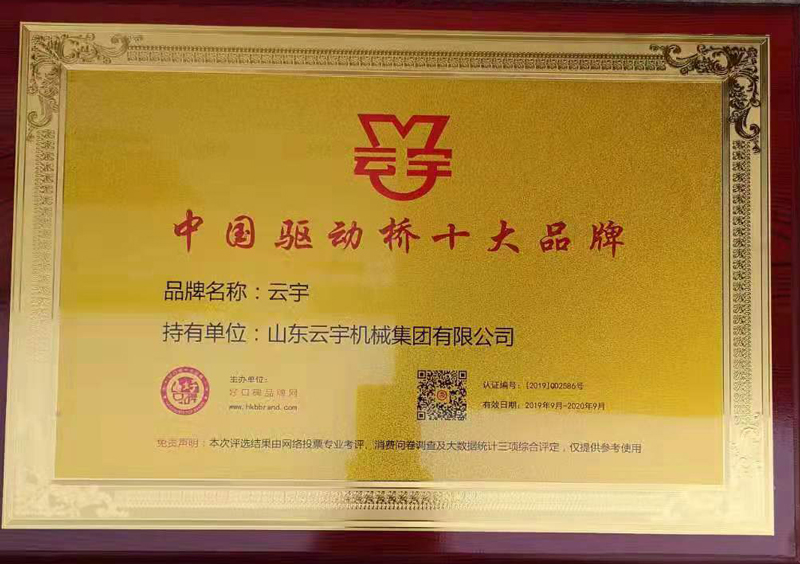 云宇
中国驱动桥十大品牌
品牌名称：云宇
持有单位：山东云宇机械集团有限公司
主办单位：
好口碑品牌网
www.hkbbrand.com
认证编号：[2019]Q02586号
有效日期：2019年9月-2020年9月
免责声明：本次评选结果由网络投票专业考评、消费问卷调查及大数据统计三项综合评定，仅提供参考使用